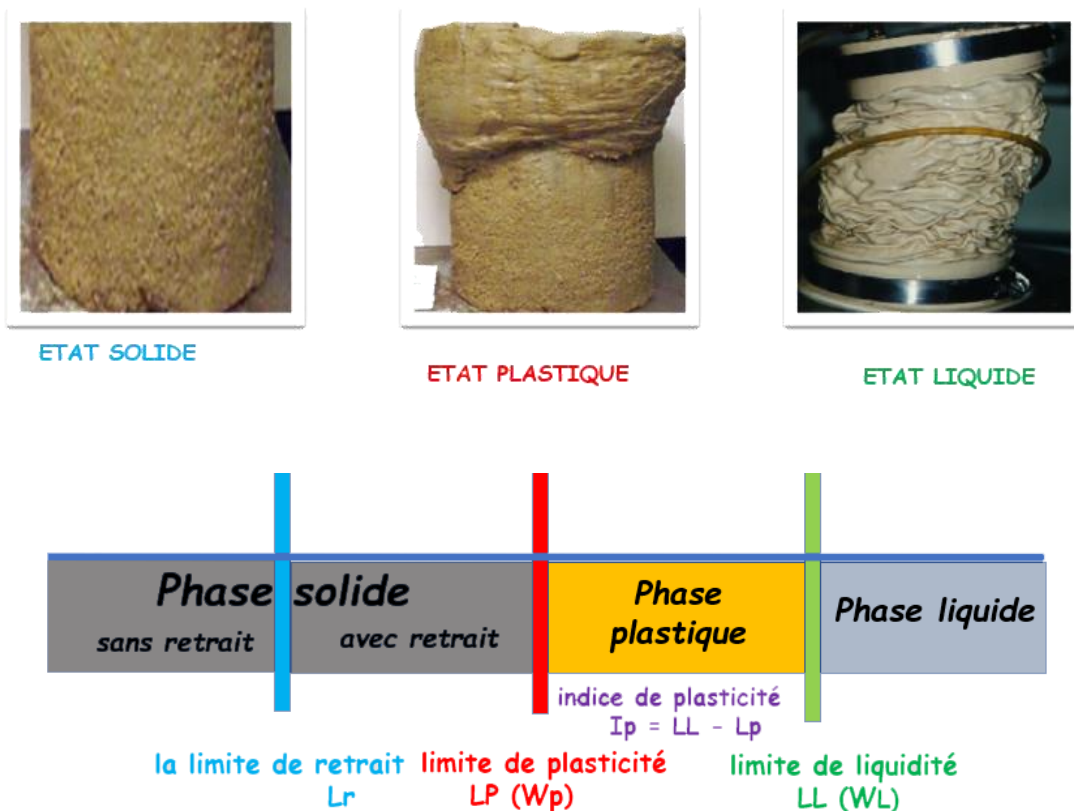 ETAT SOLIDE
ETAT PLASTIQUE
ETAT LIQUIDE
Phase solide
sans retrait
avec retrait
Phase
plastique
Phase liquide
indice de plasticité
Ip = LL - Lp
la limite de retrait
Lr
limite de plasticité
LP (Wp)
limite de liquidité
LL (WL)